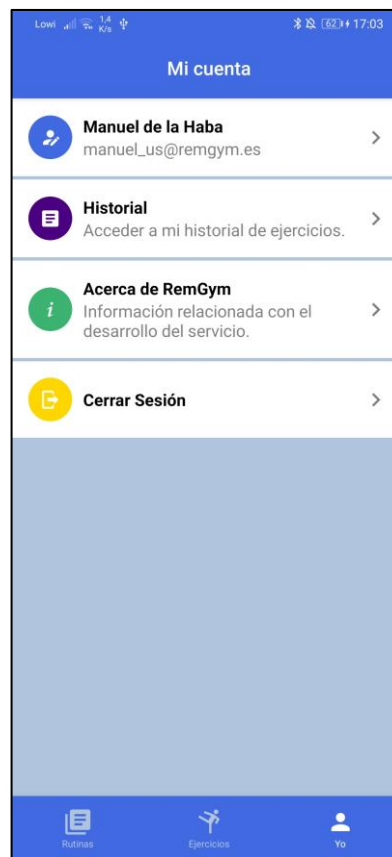 Lowi 1,4 K/s 62 17:03
Mi cuenta
Manuel de la Haba
manuel_us@remgym.es
Historial
Acceder a mi historial de ejercicios.
Acerca de RemGym
Información relacionada con el
desarrollo del servicio.
Cerrar Sesión
Rutinas Ejercicios Yo